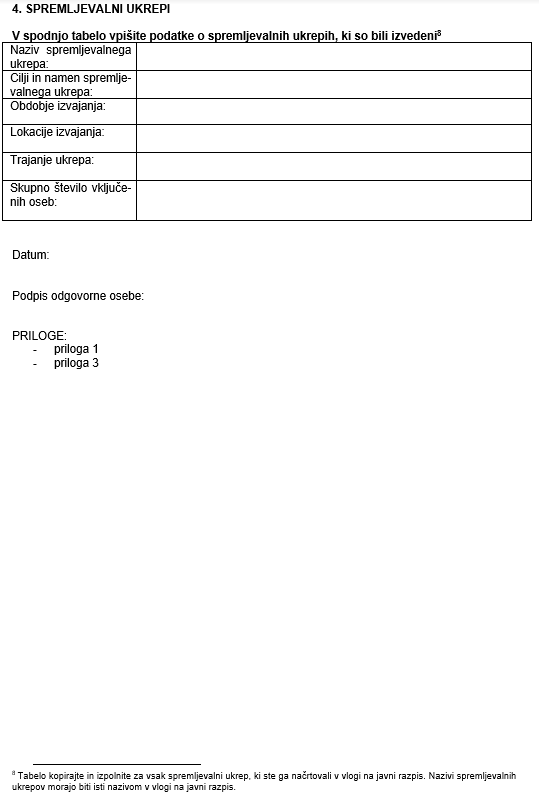 4. SPREMLJEVALNI UKREPI
V spodnjo tabelo vpišite podatke o spremljevalnih ukrepih, ki so bili izvedeni⁸
Naziv spremljevalnega
ukrepa:
Cilji in namen spremlje-
valnega ukrepa:
Obdobje izvajanja:
Lokacije izvajanja:
Trajanje ukrepa:
Skupno število vključe-
nih oseb:
Datum:
Podpis odgovorne osebe:
PRILOGE:
- priloga 1
- priloga 3
⁸ Tabelo kopirajte in izpolnite za vsak spremljevalni ukrep, ki ste ga načrtovali v vlogi na javni razpis. Nazivi spremljevalnih
ukrepov morajo biti isti nazivom v vlogi na javni razpis.